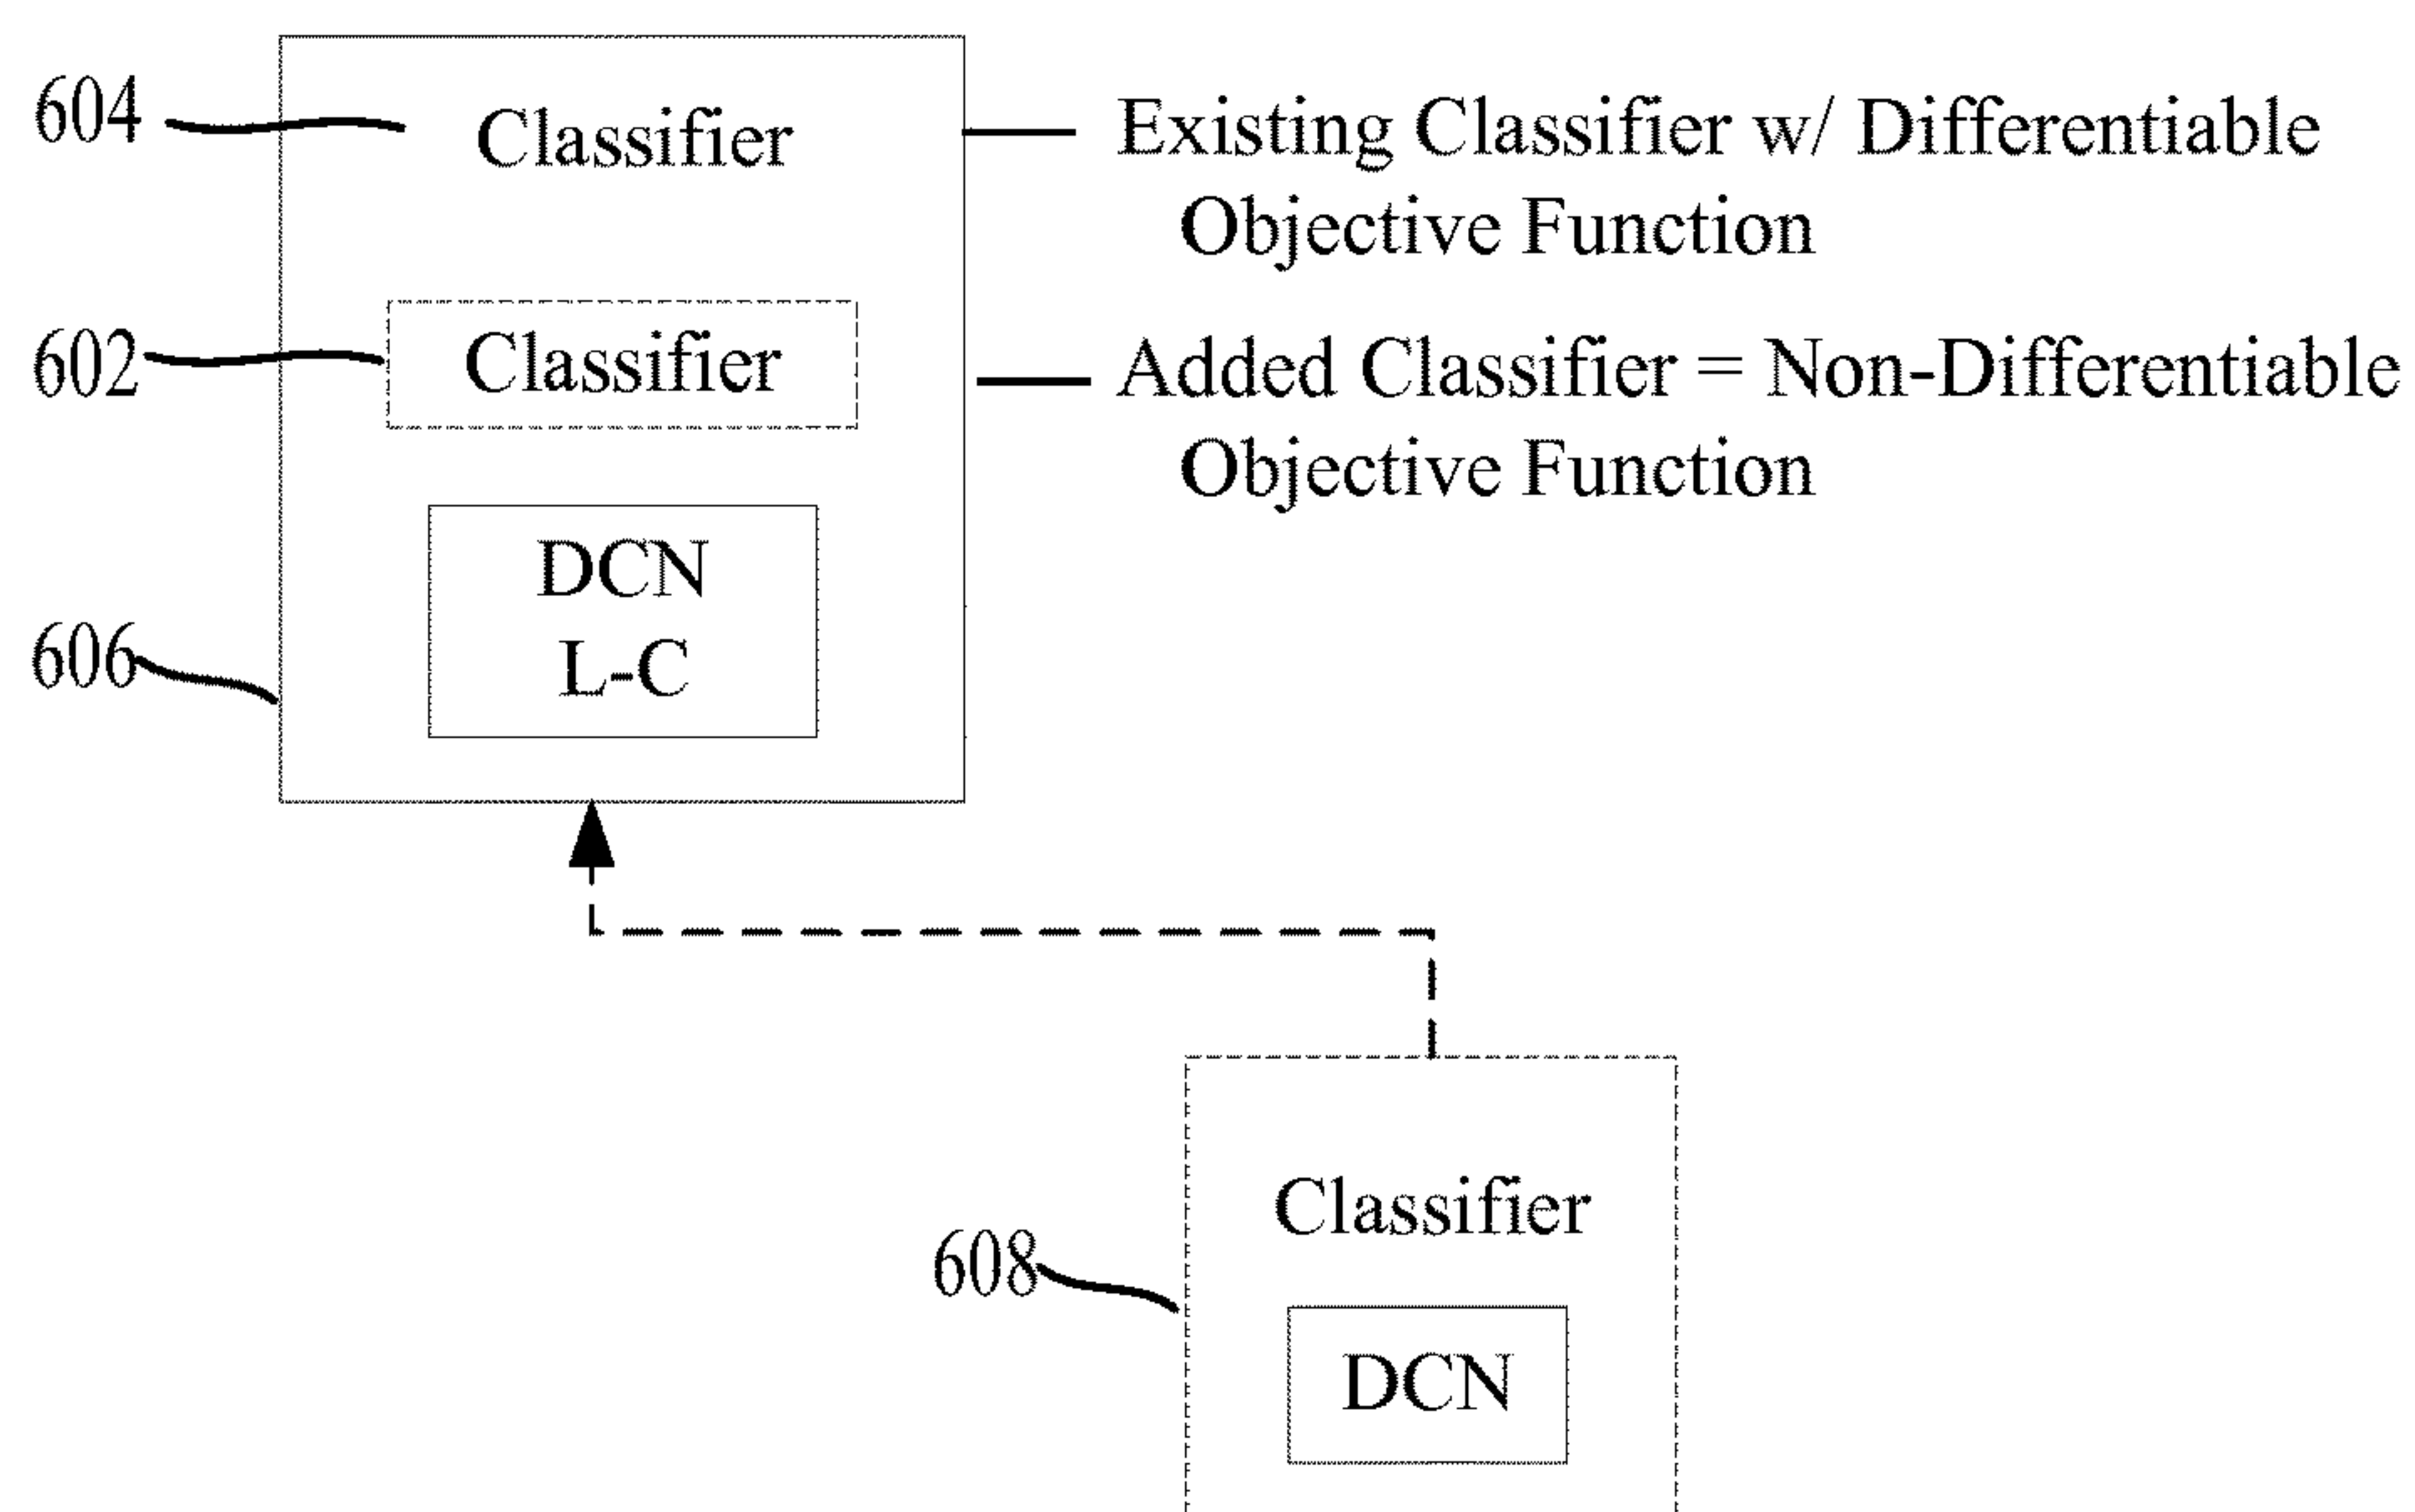 604
Classifier
Existing Classifier w/ Differentiable
Objective Function
602
Classifier
Added Classifier = Non-Differentiable
Objective Function
606
DCN
L-C
608
Classifier
DCN